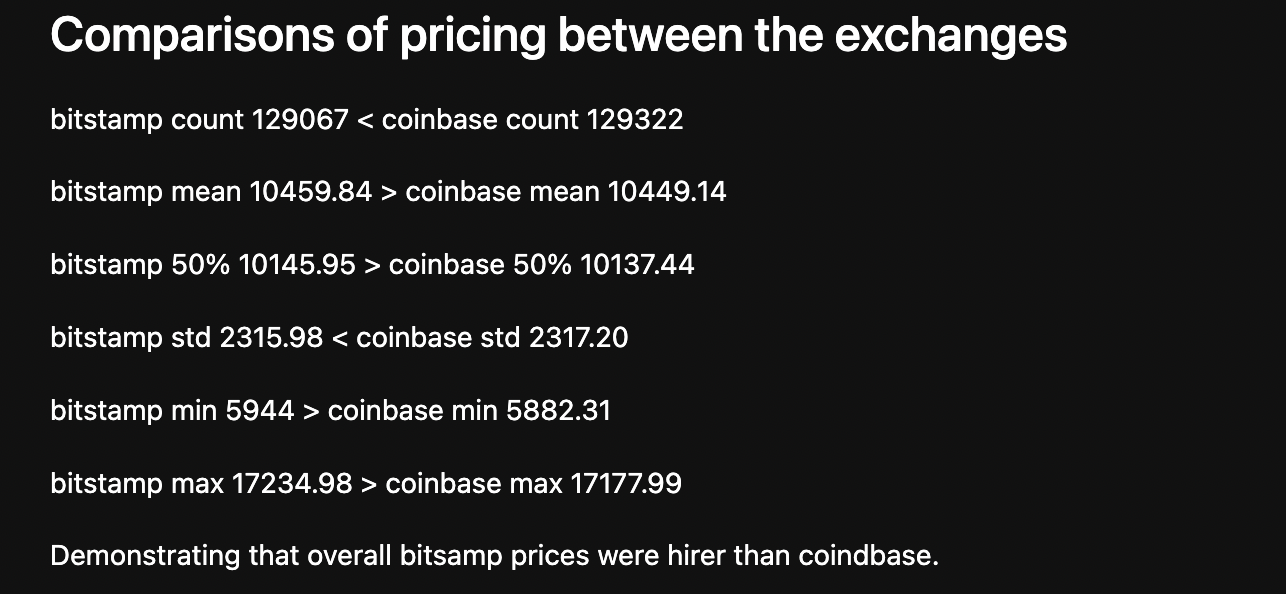 Comparisons of pricing between the exchanges
bitstamp count 129067 < coinbase count 129322
bitstamp mean 10459.84 > coinbase mean 10449.14
bitstamp 50% 10145.95 > coinbase 50% 10137.44
bitstamp std 2315.98 < coinbase std 2317.20
bitstamp min 5944 > coinbase min 5882.31
bitstamp max 17234.98 > coinbase max 17177.99
Demonstrating that overall bitsamp prices were hirer than coindbase.